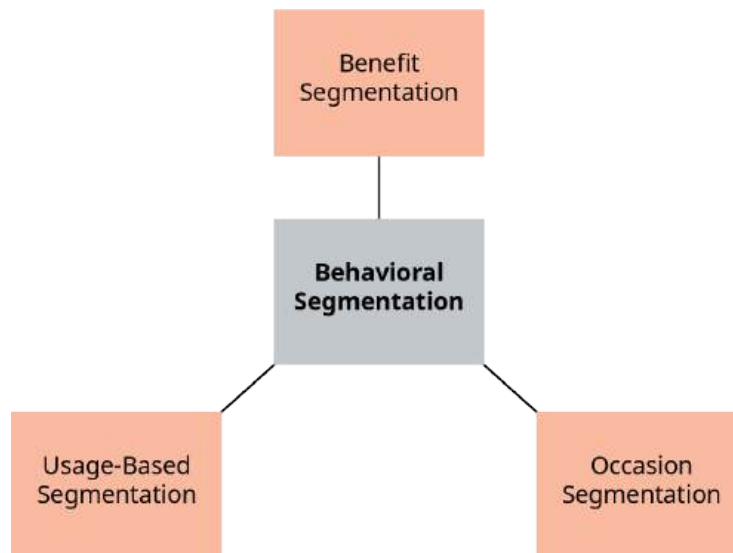 Benefit
Segmentation
Behavioral
Segmentation
Usage-Based
Segmentation
Occasion
Segmentation